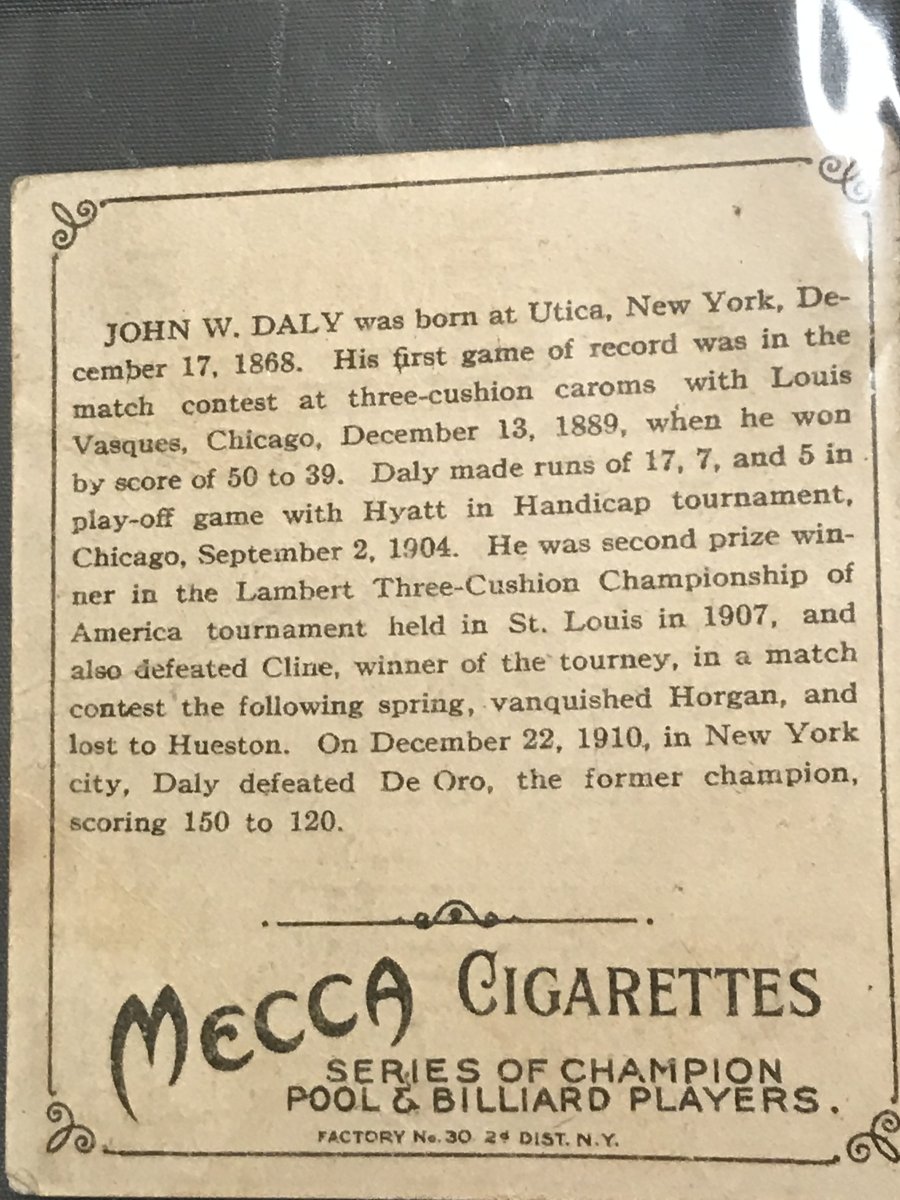 JOHN W. DALY was born at Utica, New York, De-
cember 17, 1868. His first game of record was in the
match contest at three-cushion caroms with Louis
Vasques, Chicago, December 13, 1889, when he won
by score of 50 to 39. Daly made runs of 17, 7, and 5 in
play-off game with Hyatt in Handicap tournament,
Chicago, September 2, 1904. He was second prize win-
ner in the Lambert Three-Cushion Championship of
America tournament held in St. Louis in 1907, and
also defeated Cline, winner of the tourney, in a match
contest the following spring, vanquished Horgan, and
lost to Hueston. On December 22, 1910, in New York
city, Daly defeated De Oro, the former champion,
scoring 150 to 120.
MECCA CIGARETTES
SERIES OF CHAMPION
POOL & BILLIARD PLAYERS.
FACTORY No. 30 2d DIST. N.Y.